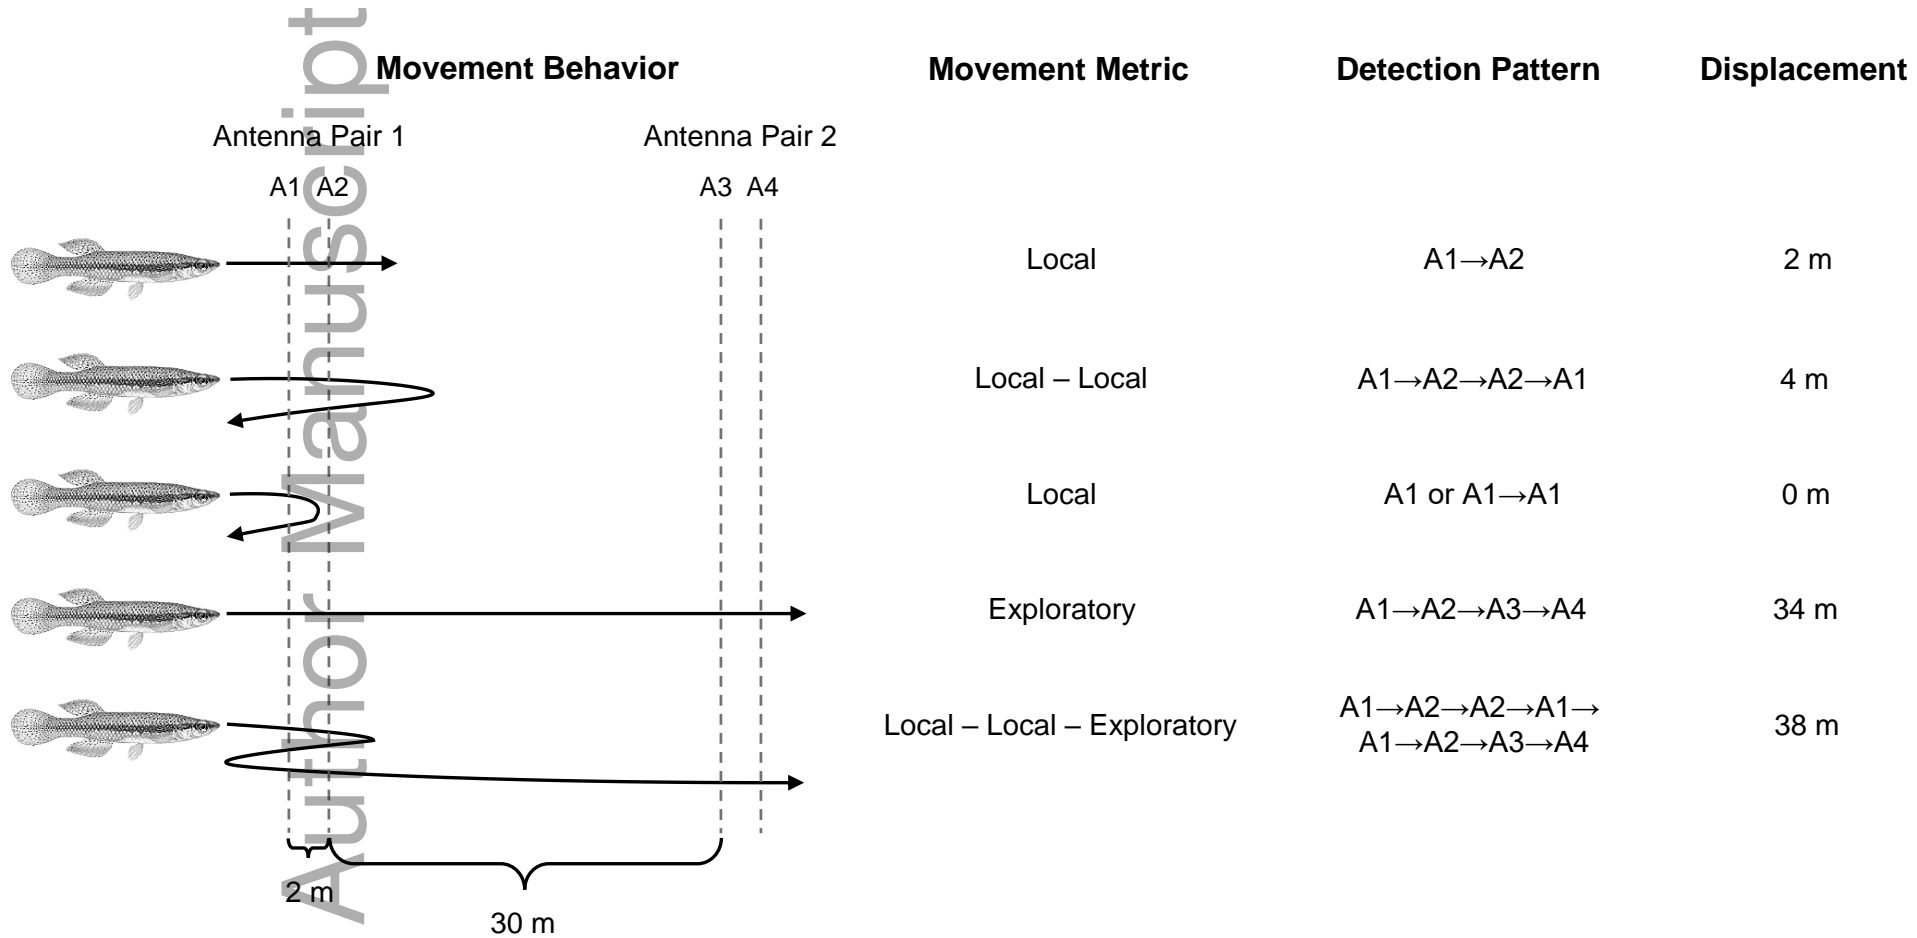 Movement Behavior Movement Metric Detection Pattern Displacement
Antenna Pair 1 Antenna Pair 2
A1 A2 A3 A4
Local A1→A2 2 m
Local – Local A1→A2→A2→A1 4 m
Local A1 or A1→A1 0 m
Exploratory A1→A2→A3→A4 34 m
Local – Local – Exploratory A1→A2→A2→A1→ 38 m
A1→A2→A3→A4
2 m
30 m
Author Manuscript